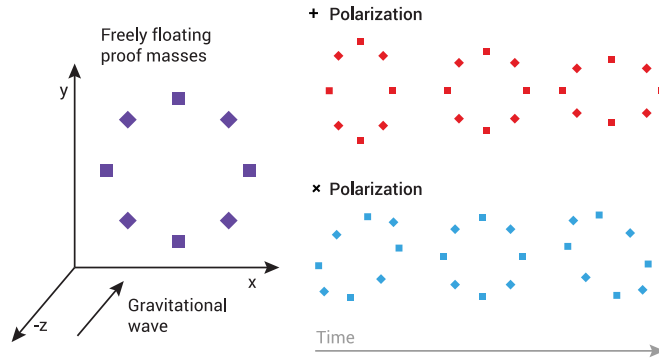 Freely floating
proof masses
y
x
-z
Gravitational
wave
+ Polarization
× Polarization
Time